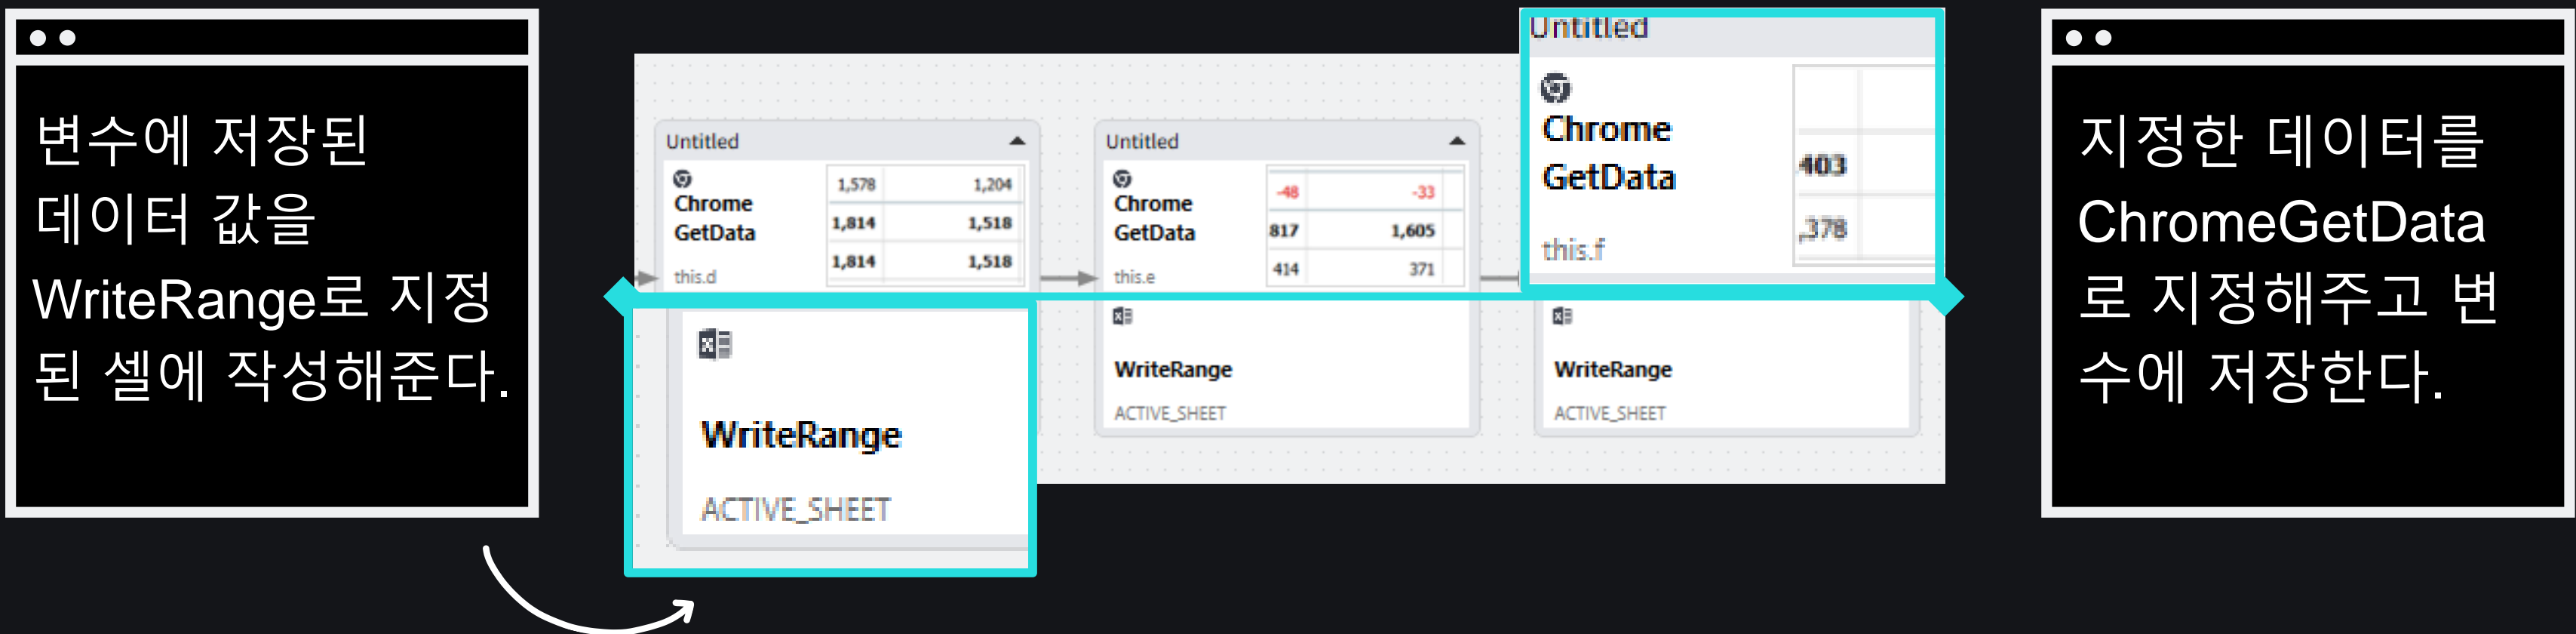 변수에 저장된
데이터 값을
WriteRange로 지정
된 셀에 작성해준다.
Untitled
Chrome
GetData
this.d
1,578 1,204
1,814 1,518
1,814 1,518
WriteRange
ACTIVE_SHEET
Untitled
Chrome
GetData
this.e
-48 -33
817 1,605
414 371
WriteRange
ACTIVE_SHEET
Untitled
Chrome
GetData
this.f
403
,378
WriteRange
ACTIVE_SHEET
지정한 데이터를
ChromeGetData
로 지정해주고 변
수에 저장한다.